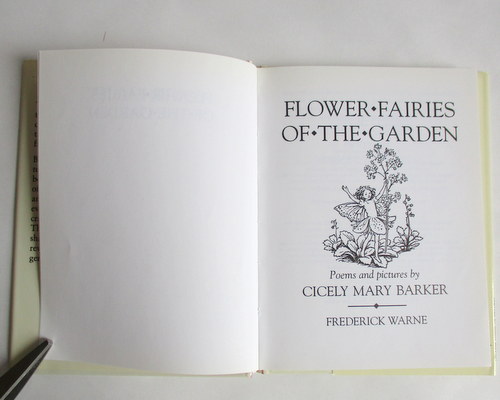 FLOWER•FAIRIES
OF•THE•GARDEN
Poems and pictures by
CICELY MARY BARKER
FREDERICK WARNE